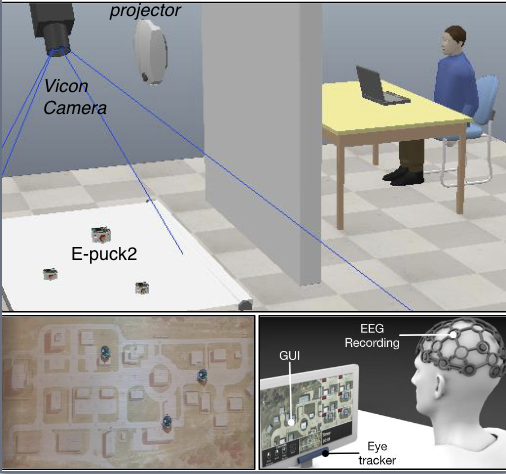 projector
Vicon
Camera
E-puck2
EEG
Recording
GUI
Eye
tracker